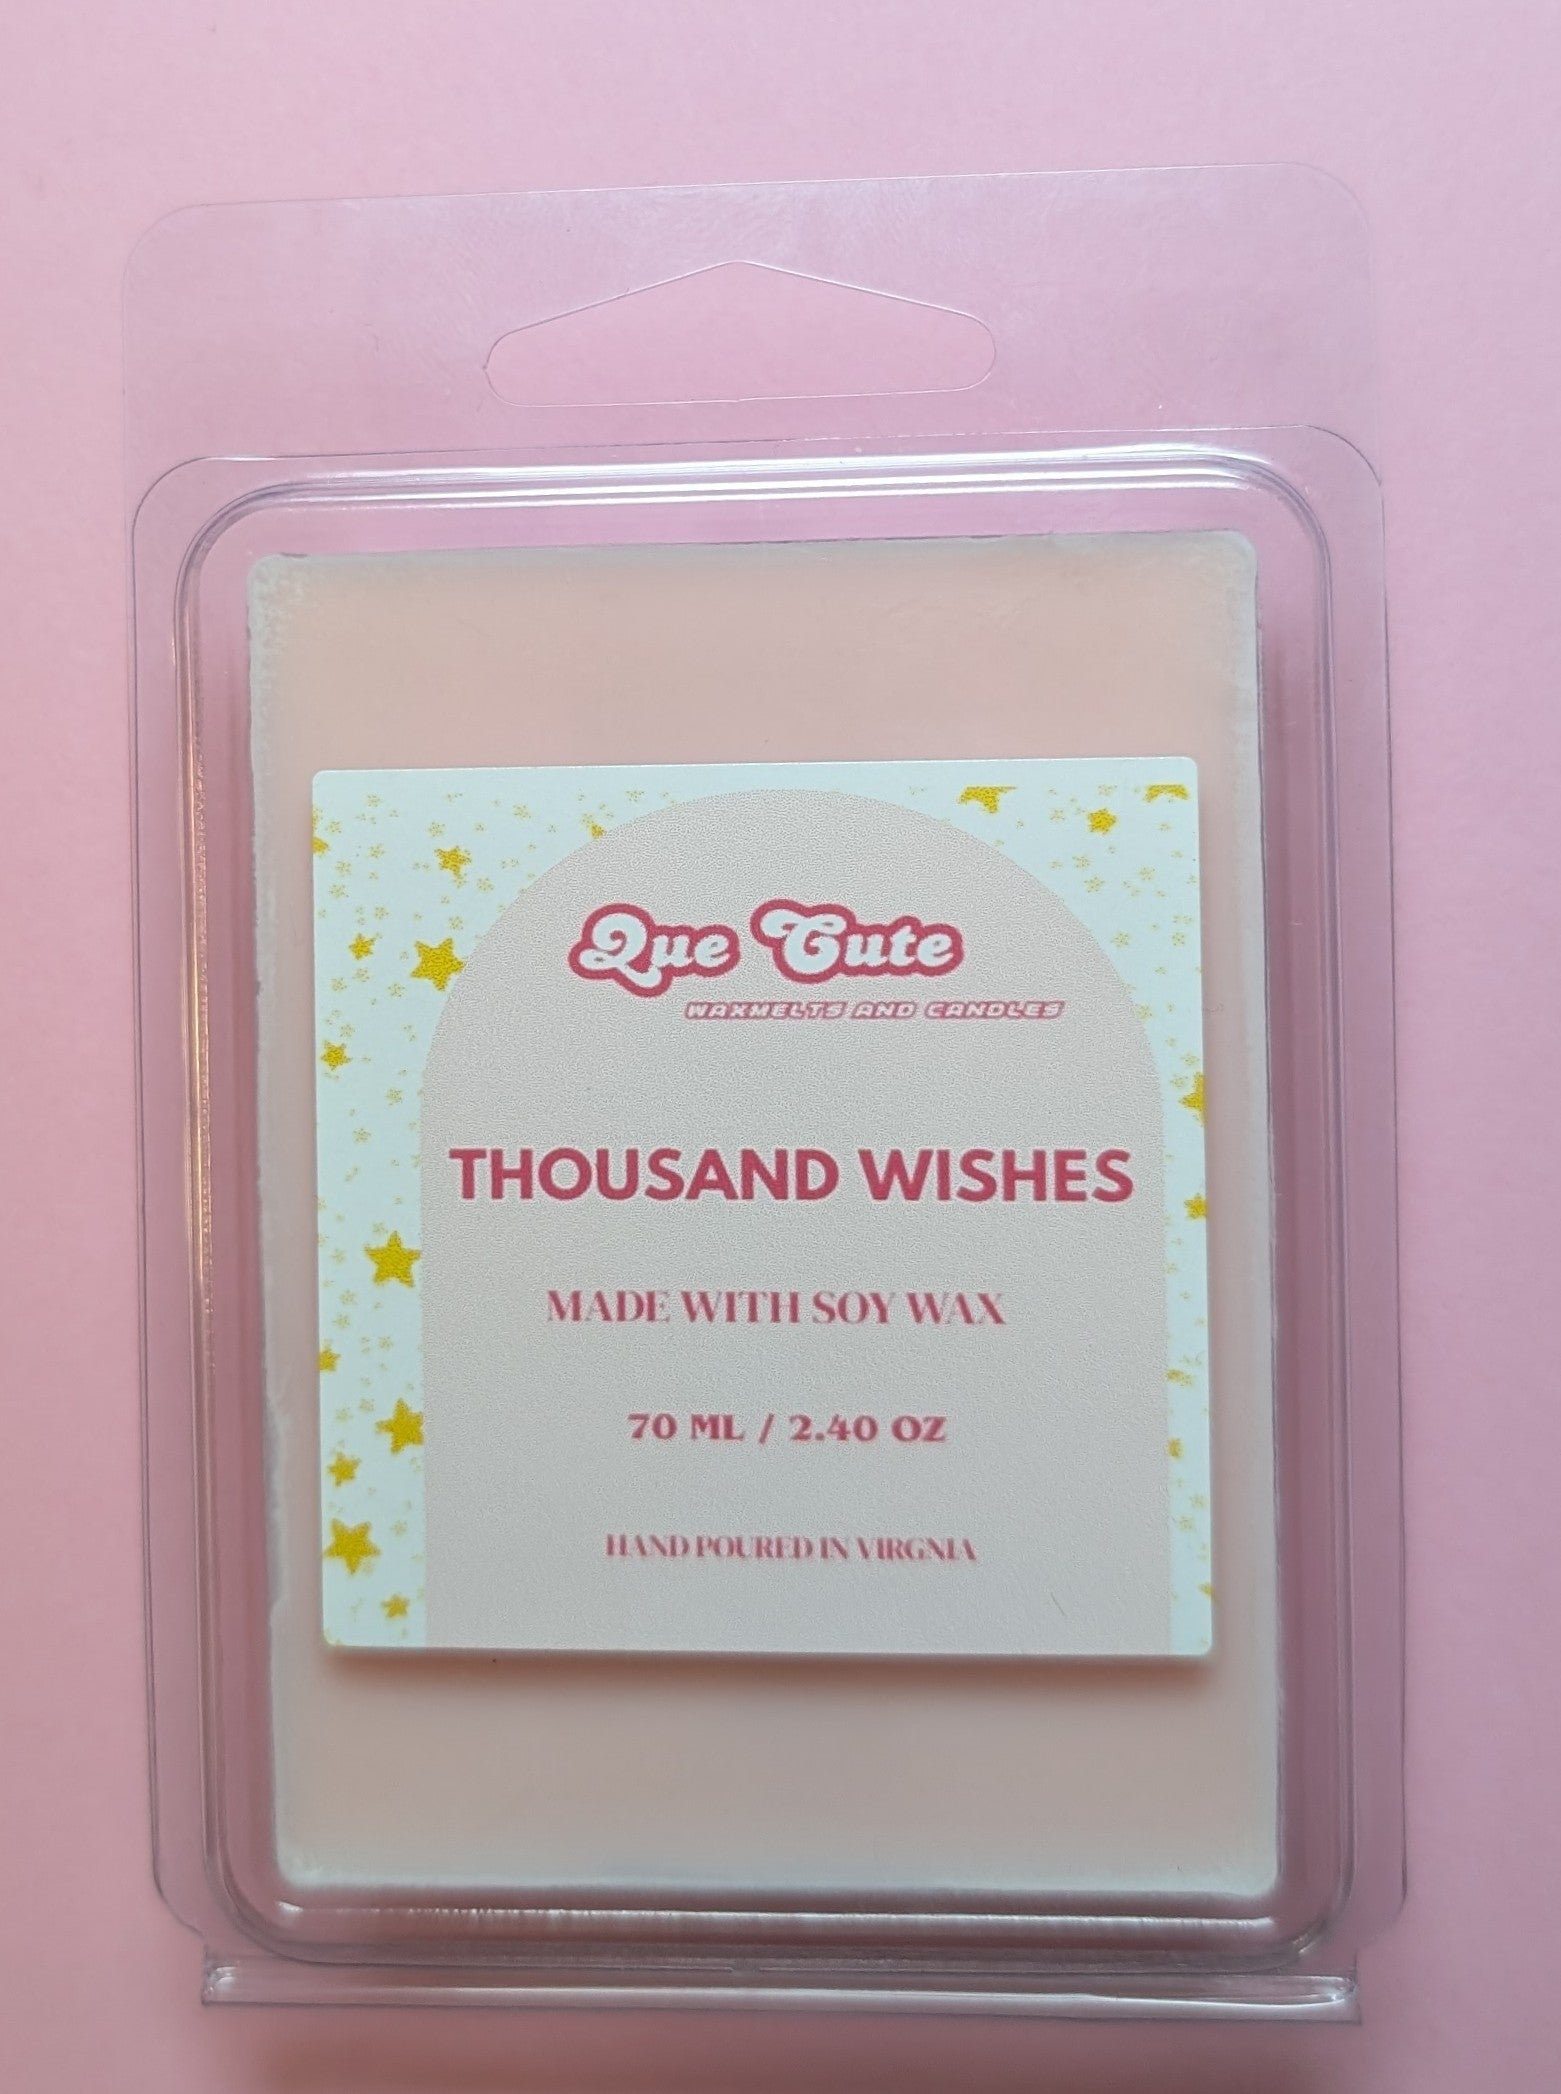 Que Cute
WAXMELTS AND CANDLES
THOUSAND WISHES
MADE WITH SOY WAX
70 ML / 2.40 OZ
HAND POURED IN VIRGNIA